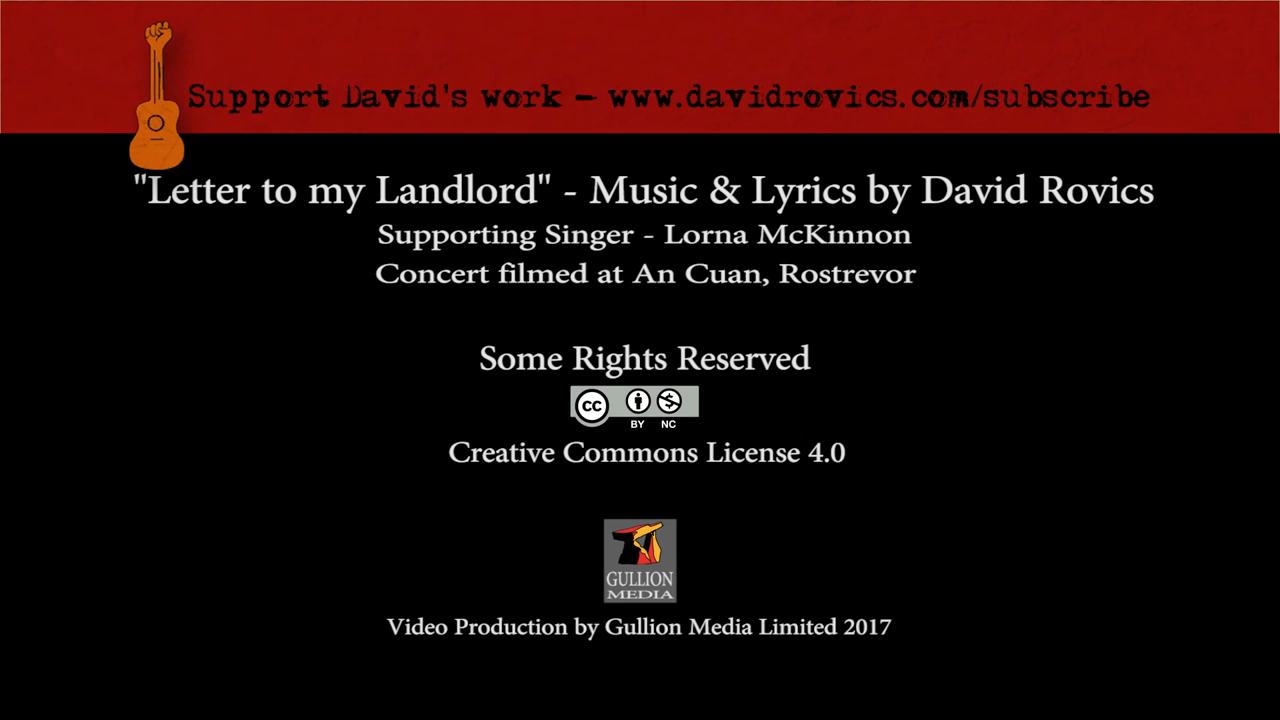 Support David's work – www.davidrovics.com/subscribe
"Letter to my Landlord" - Music & Lyrics by David Rovics
Supporting Singer - Lorna McKinnon
Concert filmed at An Cuan, Rostrevor
Some Rights Reserved
CC BY NC
Creative Commons License 4.0
GULLION
MEDIA
Video Production by Gullion Media Limited 2017